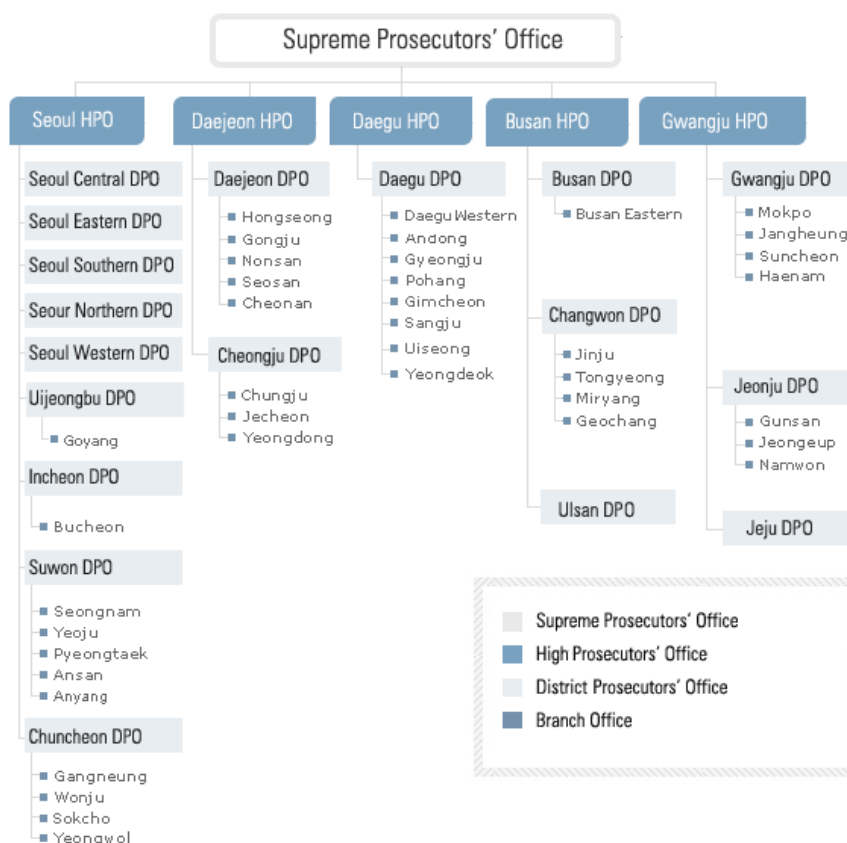 Supreme Prosecutors' Office
Seoul HPO
Seoul Central DPO
Seoul Eastern DPO
Seoul Southern DPO
Seour Northern DPO
Seoul Western DPO
Uijeongbu DPO
Goyang
Incheon DPO
Bucheon
Suwon DPO
Seongnam
Yeoju
Pyeongtaek
Ansan
Anyang
Chuncheon DPO
Gangneung
Wonju
Sokcho
Yeongwol
Daejeon HPO
Daejeon DPO
Hongseong
Gongju
Nonsan
Seosan
Cheonan
Cheongju DPO
Chungju
Jecheon
Yeongdong
Daegu HPO
Daegu DPO
Daegu Western
Andong
Gyeongju
Pohang
Gimcheon
Sangju
Uiseong
Yeongdeok
Busan HPO
Busan DPO
Busan Eastern
Changwon DPO
Jinju
Tongyeong
Miryang
Geochang
Ulsan DPO
Gwangju HPO
Gwangju DPO
Mokpo
Jangheung
Suncheon
Haenam
Jeonju DPO
Gunsan
Jeongeup
Namwon
Jeju DPO
Supreme Prosecutors' Office
High Prosecutors' Office
District Prosecutors' Office
Branch Office